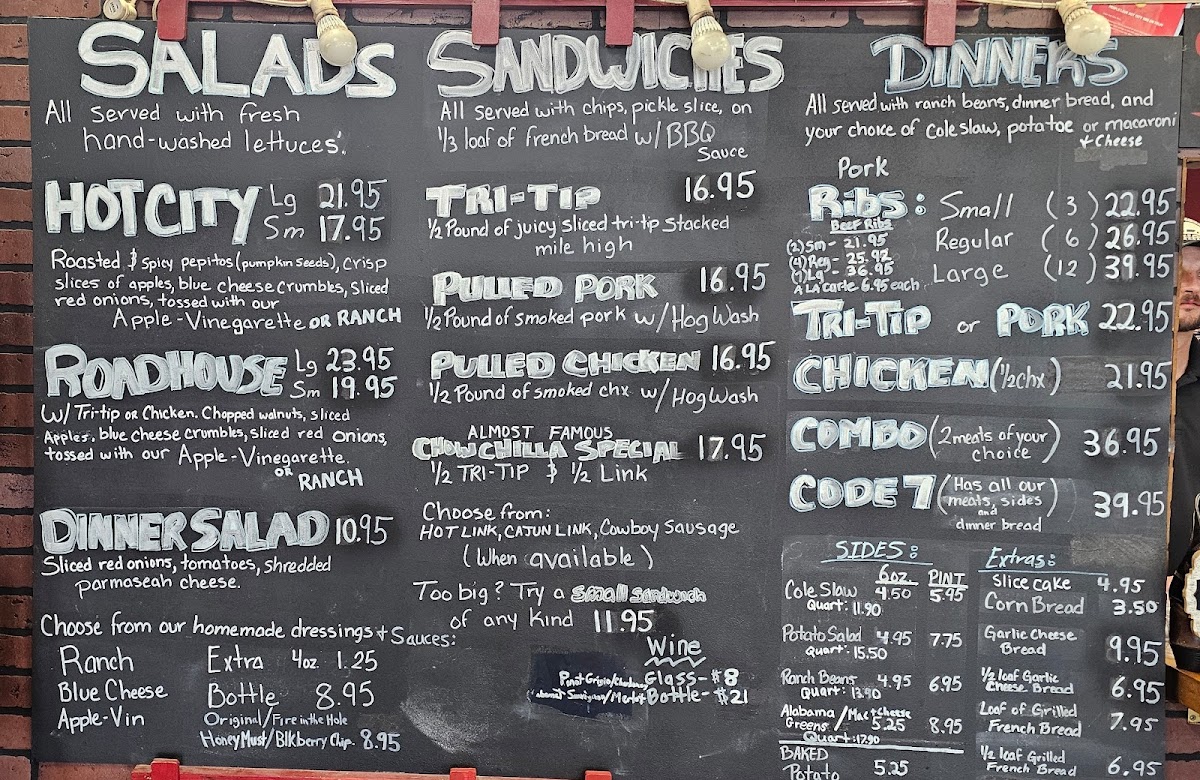 SALADS
All served with fresh
hand-washed lettuces.
HOT CITY Lg 21.95
Sm 17.95
Roasted & spicy pepitos (pumpkin seeds), crisp
slices of apples, blue cheese crumbles, sliced
red onions, tossed with our
Apple-Vinegarette OR RANCH
ROADHOUSE Lg 23.95
Sm 19.95
W/ Tri-tip OR Chicken. Chopped walnuts, sliced
Apples, blue cheese crumbles, sliced red onions,
tossed with our Apple-Vinegarette.
OR RANCH
DINNER SALAD 10.95
Sliced red onions, tomatoes, shredded
parmaseah cheese.
Choose from our homemade dressings + Sauces:
Ranch Extra 4oz. 1.25
Blue Cheese Bottle 8.95
Apple-Vin Original/Fire in the Hole
Honey Must/Blkberry Chip. 8.95
SANDWICHES
All served with chips, pickle slice, on
1/3 loaf of french bread w/ BBQ
Sauce
TRI-TIP 16.95
1/2 Pound of juicy sliced tri-tip Stacked
mile high
PULLED PORK 16.95
1/2 Pound of smoked pork w/ Hog Wash
PULLED CHICKEN 16.95
1/2 Pound of smoked chx w/ Hog Wash
ALMOST FAMOUS
CHOWCHILLA SPECIAL 17.95
1/2 TRI-TIP & 1/2 Link
Choose from:
HOT LINK, CAJUN LINK, Cowboy Sausage
(When available)
Too big? Try a small sandwich
of any Kind 11.95
Wine
Pinot Grigio/ Glass-$8
Cabernet Sauvignon/Merlot Bottle-$21
DINNERS
All served with ranch beans, dinner bread, and
your choice of Coleslaw, potatoe or macaroni
+ Cheese
Pork
Ribs: Small (3) 22.95
Regular (6) 26.95
Large (12) 39.95
Beef Ribs
(2) Sm - 21.95
(4) Reg - 25.92
(7) Lg - 36.95
A La Carte 6.95 each
TRI-TIP or PORK 22.95
CHICKEN (1/2 chx) 21.95
COMBO (2 meats of your
choice) 36.95
CODE 7 (Has all our
meats, sides
and
dinner bread) 39.95
SIDES:
6oz. PINT
Cole Slaw 4.50 5.95
Quart: 11.90
Potato Salad 4.95 7.75
Quart: 15.50
Ranch Beans 4.95 6.95
Quart: 13.90
Alabama Greens / Mac + Cheese 5.25 8.95
Quart: 17.90
BAKED
Potato 5.25
Extras:
Slice cake 4.95
Corn Bread 3.50
Garlic Cheese
Bread 9.95
1/2 loaf Garlic
Cheese Bread 6.95
Loaf of Grilled
French Bread 7.95
1/2 loaf Grilled
French Bread 6.95